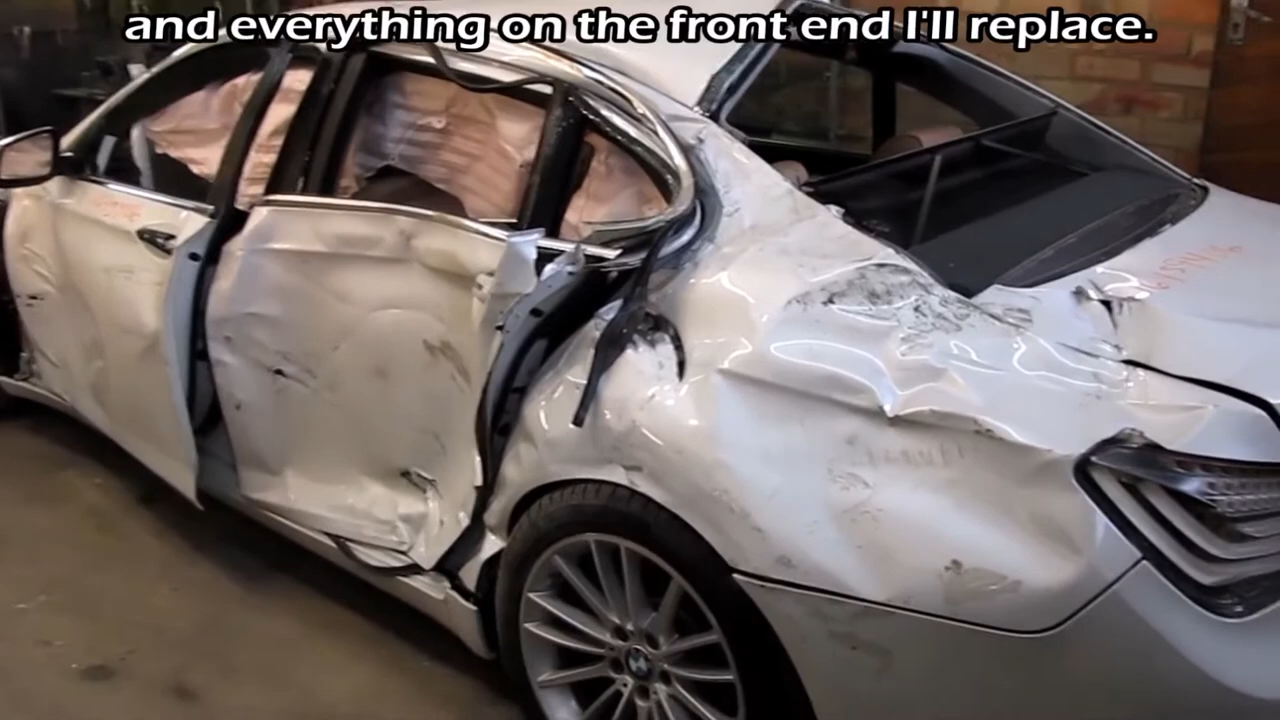 and everything on the front end I'll replace.